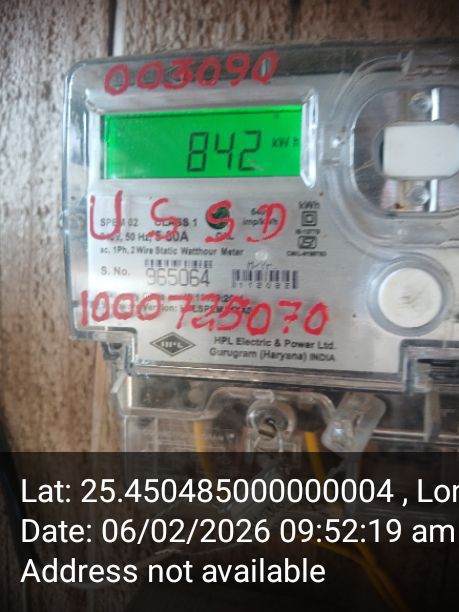 003090
842 kWh
U S S D
SPEM 02 CLASS 1
kWh
50 Hz, 5-30A
ac, 1Ph, 2 Wire Static Watthour Meter
S. No. 965064
1000725070
HPL
HPL Electric & Power Ltd.
Gurugram (Haryana) INDIA
Lat: 25.450485000000004 , Lon
Date: 06/02/2026 09:52:19 am
Address not available